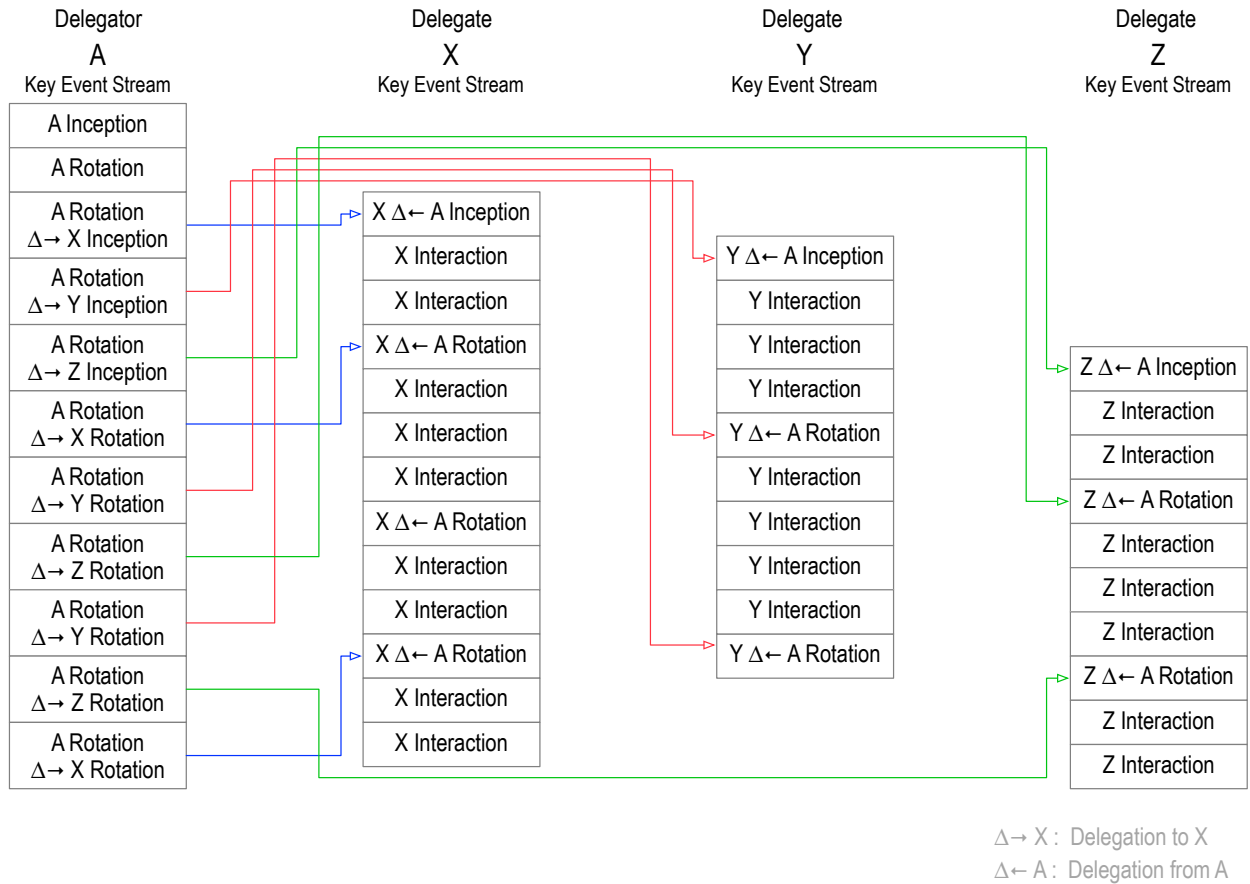 Delegator
A
Key Event Stream
A Inception
A Rotation
A Rotation
Δ→ X Inception
A Rotation
Δ→ Y Inception
A Rotation
Δ→ Z Inception
A Rotation
Δ→ X Rotation
A Rotation
Δ→ Y Rotation
A Rotation
Δ→ Z Rotation
A Rotation
Δ→ Y Rotation
A Rotation
Δ→ Z Rotation
A Rotation
Δ→ X Rotation
Delegate
X
Key Event Stream
X Δ← A Inception
X Interaction
X Interaction
X Δ← A Rotation
X Interaction
X Interaction
X Interaction
X Δ← A Rotation
X Interaction
X Interaction
X Δ← A Rotation
X Interaction
X Interaction
Delegate
Y
Key Event Stream
Y Δ← A Inception
Y Interaction
Y Interaction
Y Interaction
Y Δ← A Rotation
Y Interaction
Y Interaction
Y Interaction
Y Interaction
Y Δ← A Rotation
Delegate
Z
Key Event Stream
Z Δ← A Inception
Z Interaction
Z Interaction
Z Δ← A Rotation
Z Interaction
Z Interaction
Z Interaction
Z Δ← A Rotation
Z Interaction
Z Interaction
Δ→ X : Delegation to X
Δ← A : Delegation from A